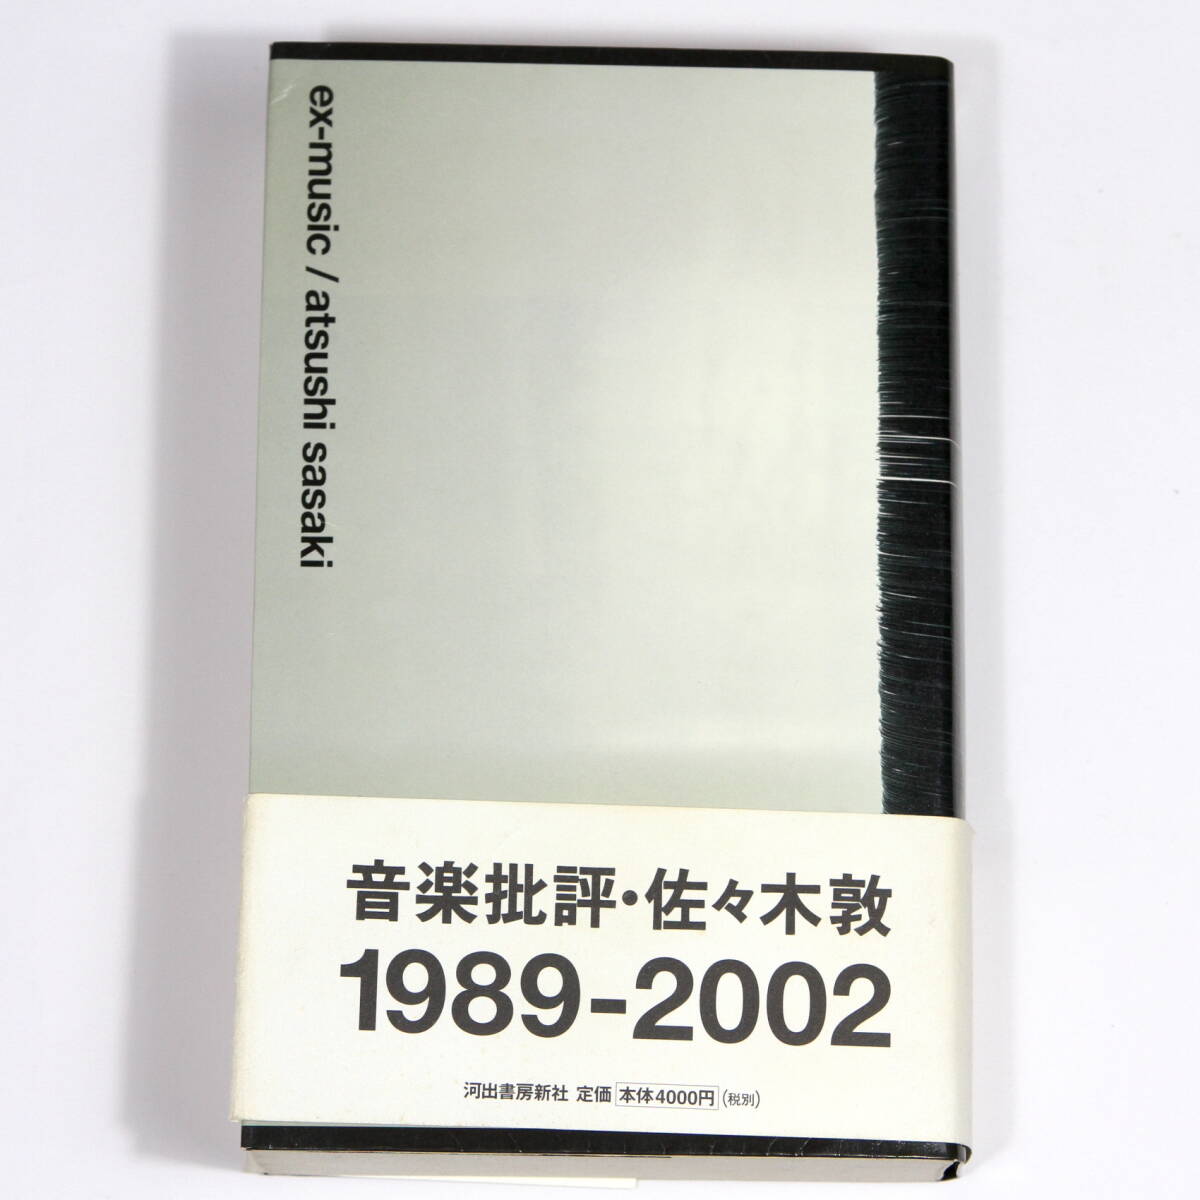 ex-music / atsushi sasaki
音楽批評・佐々木敦
1989-2002
河出書房新社 定価 本体4000円 (税別)